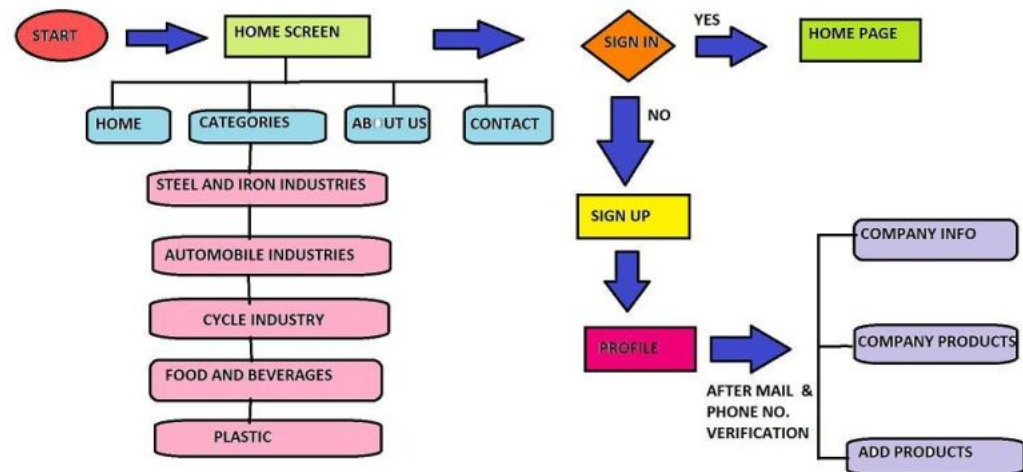 START
HOME SCREEN
SIGN IN
YES
HOME PAGE
HOME
CATEGORIES
ABOUT US
CONTACT
NO
STEEL AND IRON INDUSTRIES
AUTOMOBILE INDUSTRIES
CYCLE INDUSTRY
FOOD AND BEVERAGES
PLASTIC
SIGN UP
PROFILE
AFTER MAIL &
PHONE NO.
VERIFICATION
COMPANY INFO
COMPANY PRODUCTS
ADD PRODUCTS